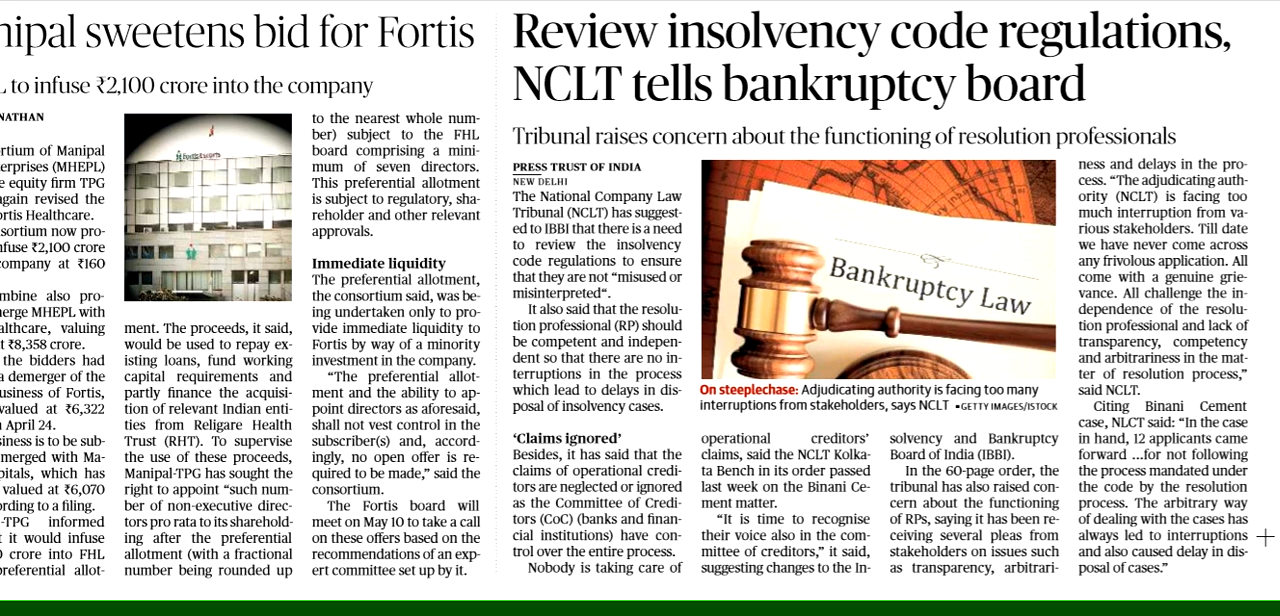 nipal sweetens bid for Fortis
L to infuse ₹2,100 crore into the company
NATHAN
ortium of Manipal
erprises (MHEPL)
e equity firm TPG
again revised the
ortis Healthcare.
nsortium now pro-
nfuse ₹2,100 crore
company at ₹160
mbine also pro-
nerge MHEPL with
althcare, valuing
t ₹8,358 crore.
the bidders had
a demerger of the
usiness of Fortis,
valued at ₹6,322
n April 24.
siness is to be sub-
merged with Ma-
pitals, which has
valued at ₹6,070
ording to a filing.
-TPG informed
t it would infuse
0 crore into FHL
preferential allot-
ment. The proceeds, it said,
would be used to repay ex-
isting loans, fund working
capital requirements and
partly finance the acquisi-
tion of relevant Indian enti-
ties from Religare Health
Trust (RHT). To supervise
the use of these proceeds,
Manipal-TPG has sought the
right to appoint “such num-
ber of non-executive direc-
tors pro rata to its sharehold-
ing after the preferential
allotment (with a fractional
number being rounded up
to the nearest whole num-
ber) subject to the FHL
board comprising a mini-
mum of seven directors.
This preferential allotment
is subject to regulatory, sha-
reholder and other relevant
approvals.
Immediate liquidity
The preferential allotment,
the consortium said, was be-
ing undertaken only to pro-
vide immediate liquidity to
Fortis by way of a minority
investment in the company.
“The preferential allot-
ment and the ability to ap-
point directors as aforesaid,
shall not vest control in the
subscriber(s) and, accord-
ingly, no open offer is re-
quired to be made,” said the
consortium.
The Fortis board will
meet on May 10 to take a call
on these offers based on the
recommendations of an exp-
ert committee set up by it.
Review insolvency code regulations,
NCLT tells bankruptcy board
Tribunal raises concern about the functioning of resolution professionals
PRESS TRUST OF INDIA
NEW DELHI
The National Company Law
Tribunal (NCLT) has suggest-
ed to IBBI that there is a need
to review the insolvency
code regulations to ensure
that they are not “misused or
misinterpreted“.
It also said that the resolu-
tion professional (RP) should
be competent and indepen-
dent so that there are no in-
terruptions in the process
which lead to delays in dis-
posal of insolvency cases.
‘Claims ignored’
Besides, it has said that the
claims of operational credi-
tors are neglected or ignored
as the Committee of Credi-
tors (CoC) (banks and finan-
cial institutions) have con-
trol over the entire process.
Nobody is taking care of
Bankruptcy Law
On steeplechase: Adjudicating authority is facing too many
interruptions from stakeholders, says NCLT ▪GETTY IMAGES/ISTOCK
operational creditors’
claims, said the NCLT Kolka-
ta Bench in its order passed
last week on the Binani Ce-
ment matter.
“It is time to recognise
their voice also in the com-
mittee of creditors,” it said,
suggesting changes to the In-
solvency and Bankruptcy
Board of India (IBBI).
In the 60-page order, the
tribunal has also raised con-
cern about the functioning
of RPs, saying it has been re-
ceiving several pleas from
stakeholders on issues such
as transparency, arbitrari-
ness and delays in the pro-
cess. “The adjudicating auth-
ority (NCLT) is facing too
much interruption from va-
rious stakeholders. Till date
we have never come across
any frivolous application. All
come with a genuine grie-
vance. All challenge the in-
dependence of the resolu-
tion professional and lack of
transparency, competency
and arbitrariness in the mat-
ter of resolution process,”
said NCLT.
Citing Binani Cement
case, NLCT said: “In the case
in hand, 12 applicants came
forward ...for not following
the process mandated under
the code by the resolution
process. The arbitrary way
of dealing with the cases has
always led to interruptions
and also caused delay in dis-
posal of cases.”